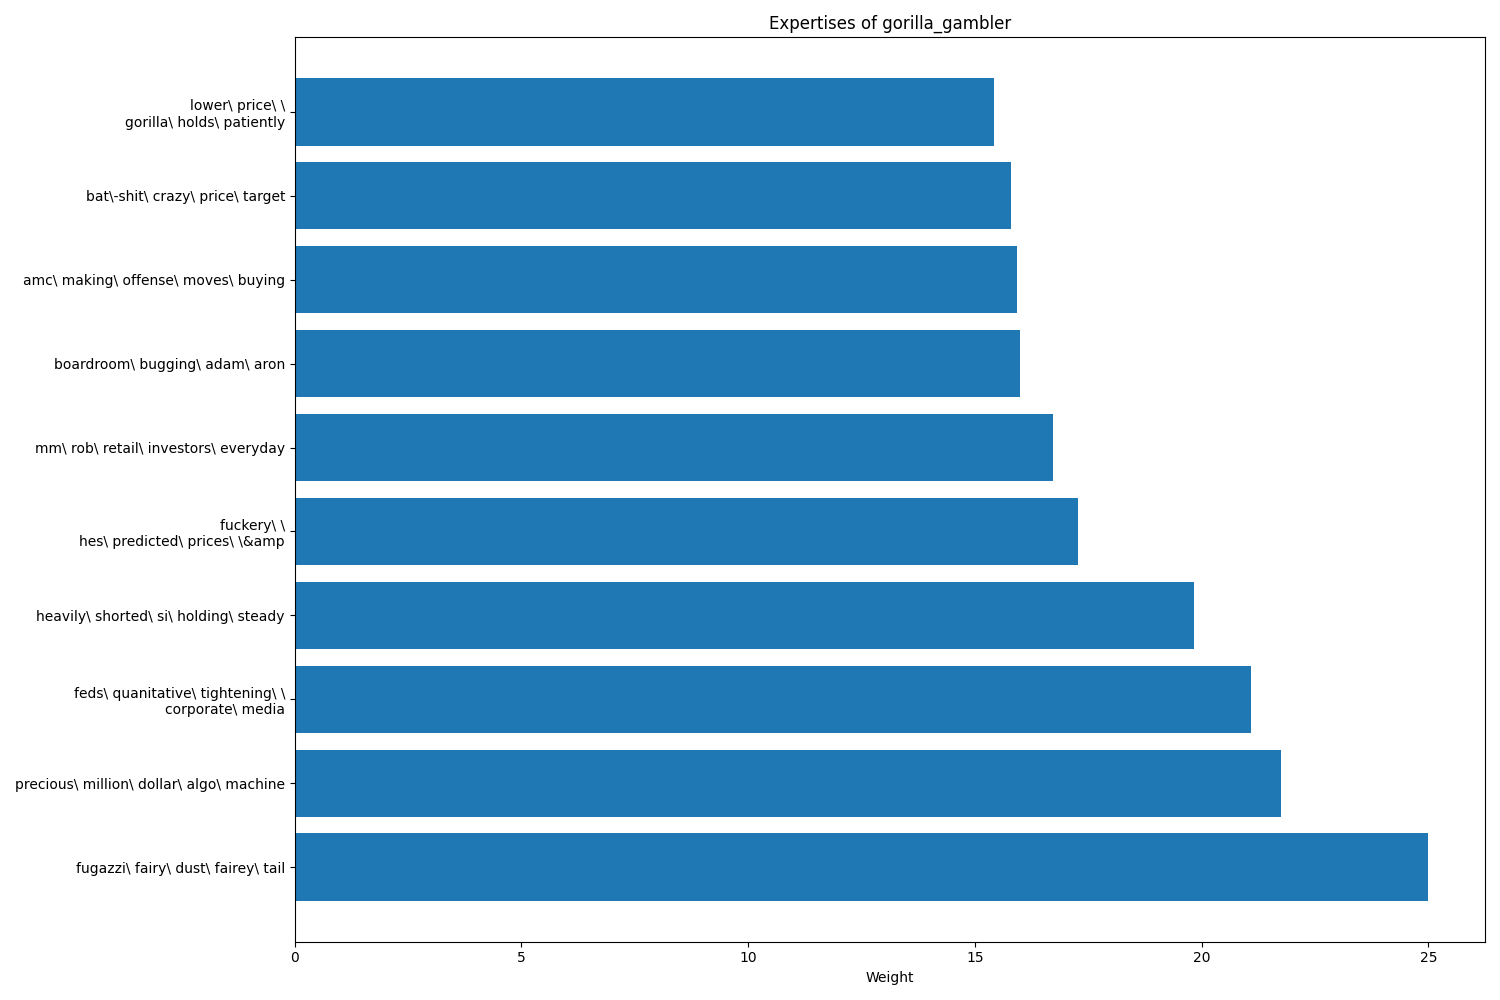 Expertises of gorilla_gambler
lower\ price\ \
gorilla\ holds\ patiently
bat\-shit\ crazy\ price\ target
amc\ making\ offense\ moves\ buying
boardroom\ bugging\ adam\ aron
mm\ rob\ retail\ investors\ everyday
fuckery\ \
hes\ predicted\ prices\ \&amp
heavily\ shorted\ si\ holding\ steady
feds\ quanitative\ tightening\ \
corporate\ media
precious\ million\ dollar\ algo\ machine
fugazzi\ fairy\ dust\ fairey\ tail
0 5 10 15 20 25
Weight